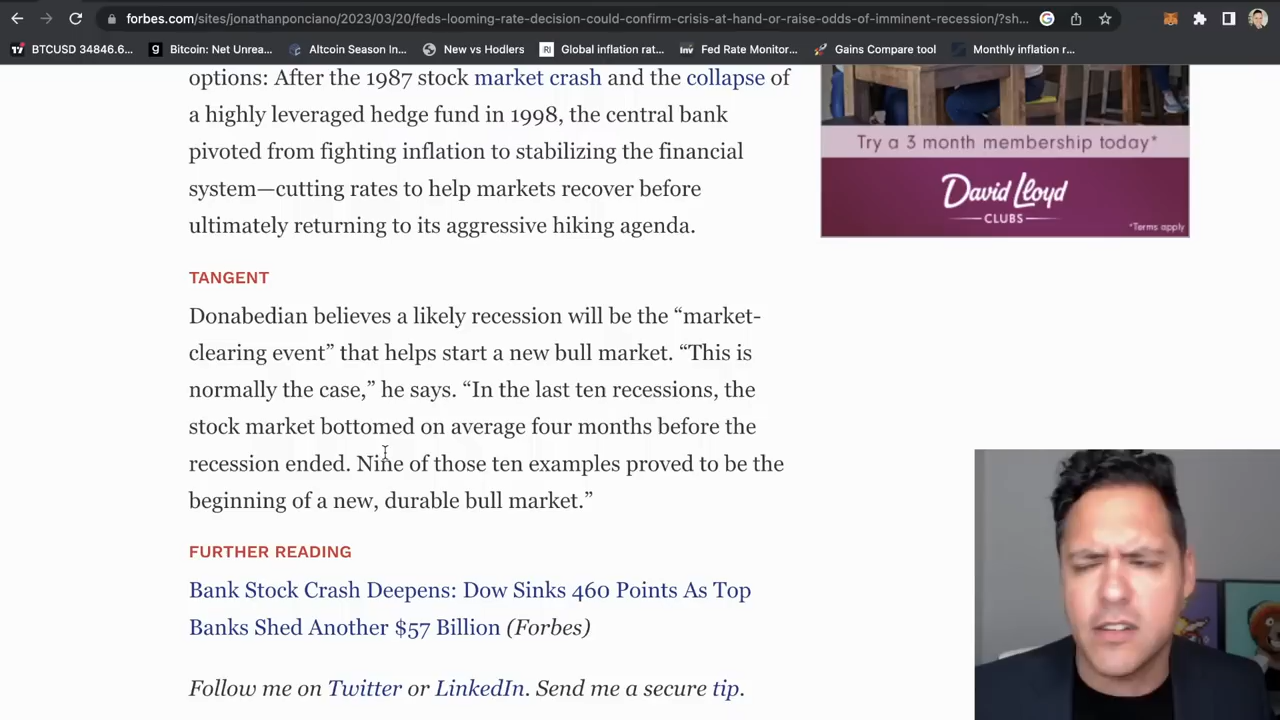 forbes.com/sites/jonathanponciano/2023/03/20/feds-looming-rate-decision-could-confirm-crisis-at-hand-or-raise-odds-of-imminent-recession/?sh...
BTCUSD 34846.6... Bitcoin: Net Unrea... Altcoin Season In... New vs Hodlers Global inflation rat... Fed Rate Monitor... Gains Compare tool Monthly inflation r...
options: After the 1987 stock market crash and the collapse of
a highly leveraged hedge fund in 1998, the central bank
pivoted from fighting inflation to stabilizing the financial
system—cutting rates to help markets recover before
ultimately returning to its aggressive hiking agenda.
TANGENT
Donabedian believes a likely recession will be the “market-
clearing event” that helps start a new bull market. “This is
normally the case,” he says. “In the last ten recessions, the
stock market bottomed on average four months before the
recession ended. Nine of those ten examples proved to be the
beginning of a new, durable bull market.”
FURTHER READING
Bank Stock Crash Deepens: Dow Sinks 460 Points As Top
Banks Shed Another $57 Billion (Forbes)
Follow me on Twitter or LinkedIn. Send me a secure tip.
Try a 3 month membership today*
David Lloyd
CLUBS
*Terms apply